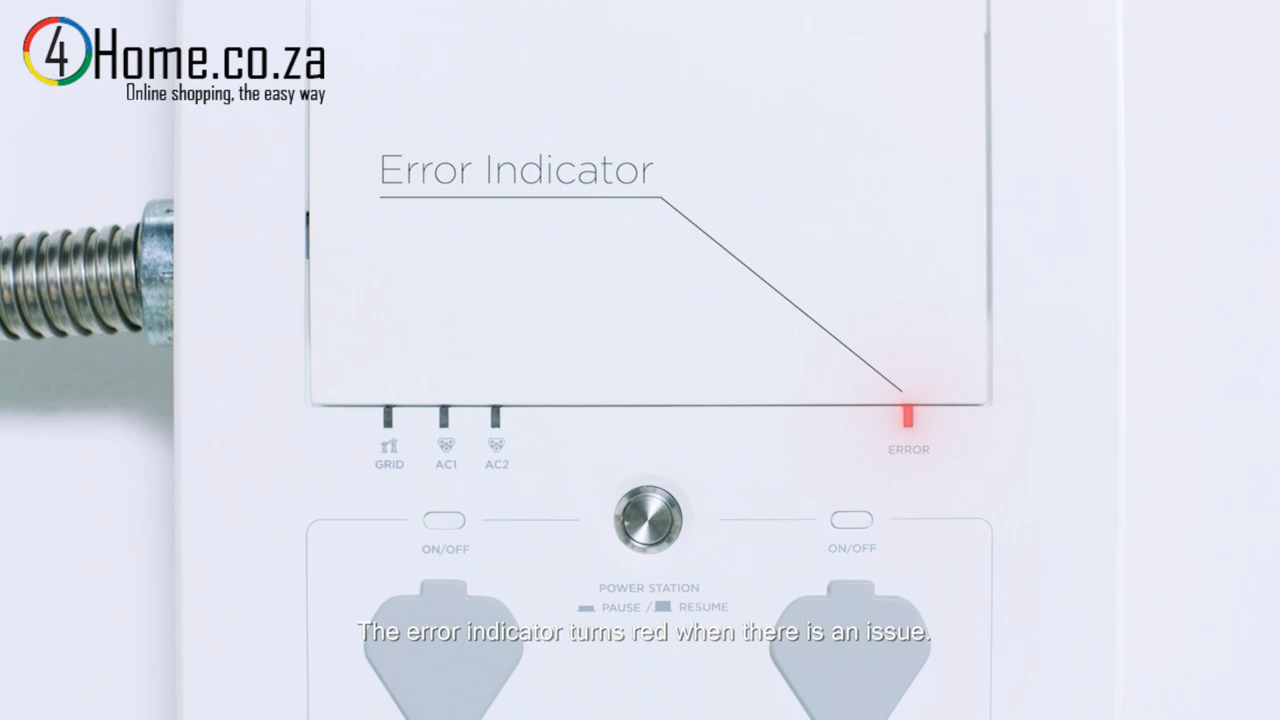 4Home.co.za
Online shopping, the easy way
Error Indicator
GRID
AC1
AC2
ERROR
ON/OFF
ON/OFF
POWER STATION
PAUSE / RESUME
The error indicator turns red when there is an issue.